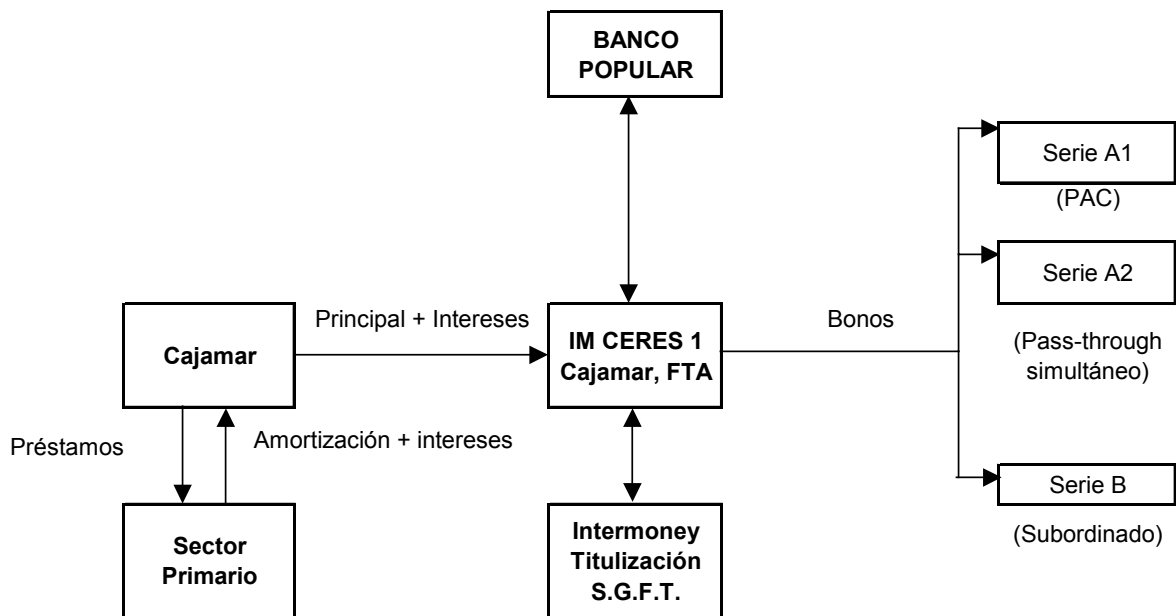 BANCO
POPULAR
Serie A1
(PAC)
Serie A2
(Pass-through
simultáneo)
Serie B
(Subordinado)
Bonos
Principal + Intereses
Cajamar
IM CERES 1
Cajamar, FTA
Préstamos
Amortización + intereses
Sector
Primario
Intermoney
Titulización
S.G.F.T.